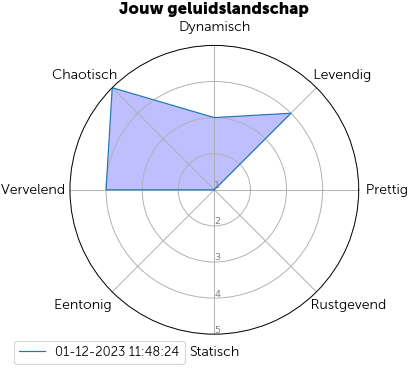 Jouw geluidslandschap
Dynamisch
Chaotisch
Levendig
Vervelend
1
Prettig
2
3
4
Eentonig
Rustgevend
5
01-12-2023 11:48:24
Statisch